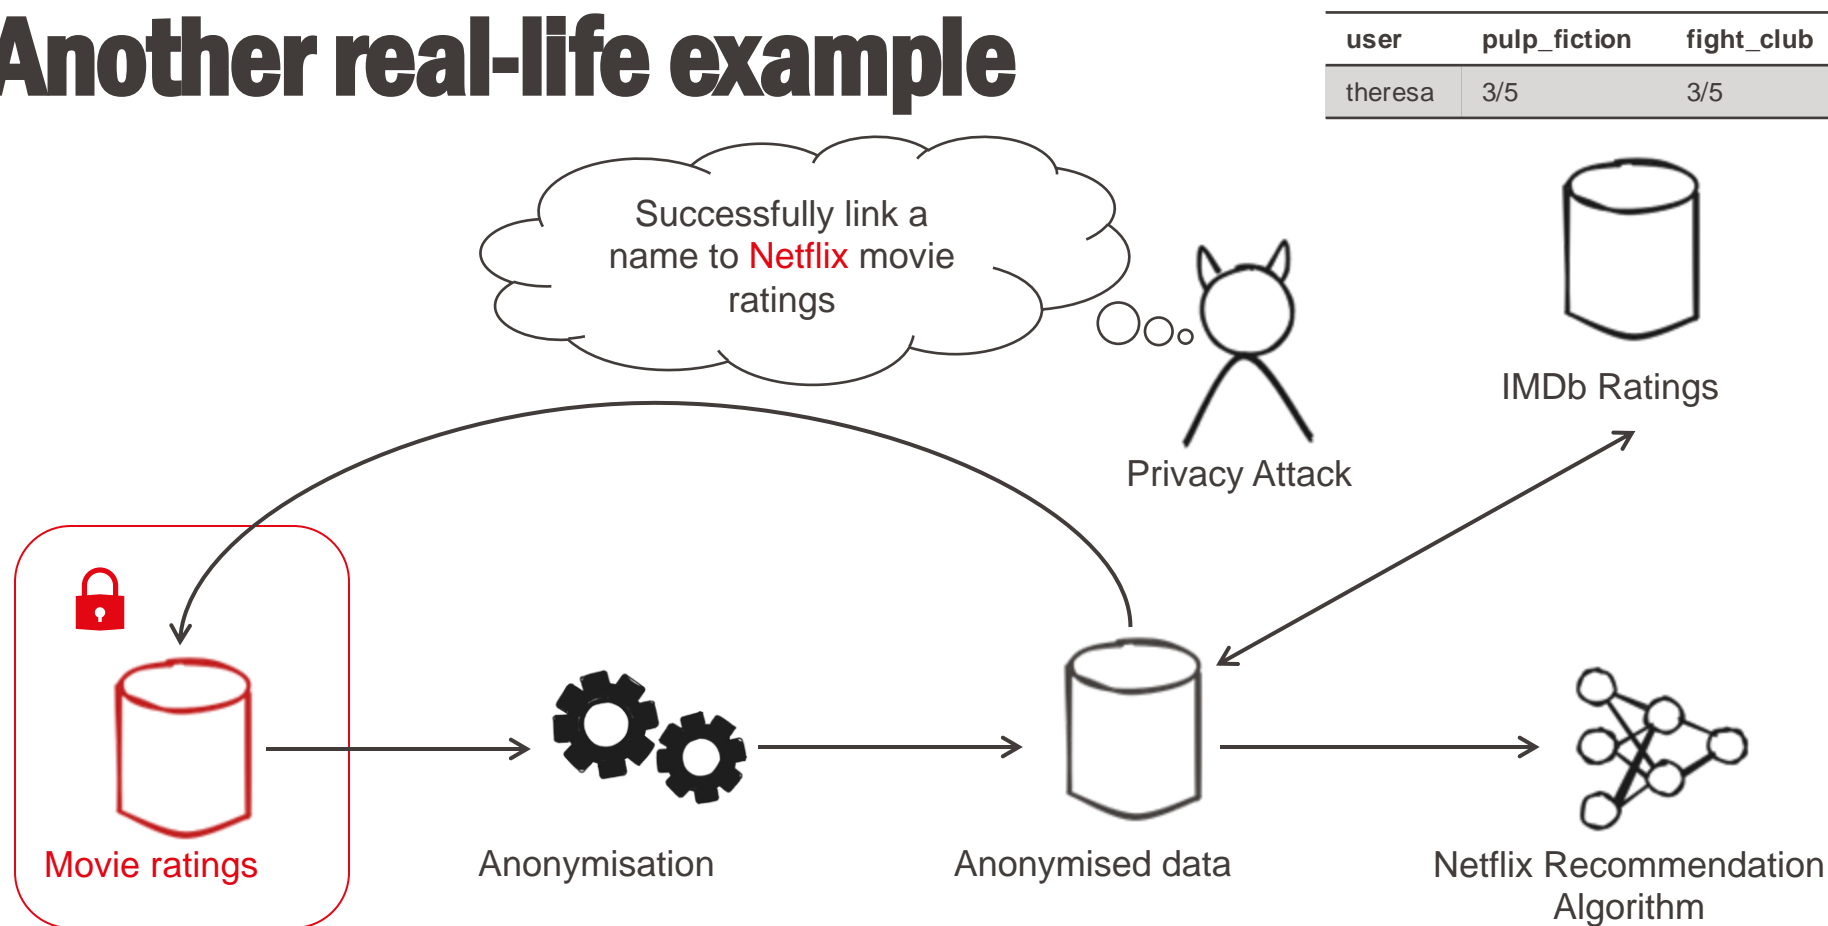 Another real-life example
user pulp_fiction fight_club
theresa 3/5 3/5
Successfully link a
name to Netflix movie
ratings
IMDb Ratings
Privacy Attack
Movie ratings
Anonymisation
Anonymised data
Netflix Recommendation
Algorithm